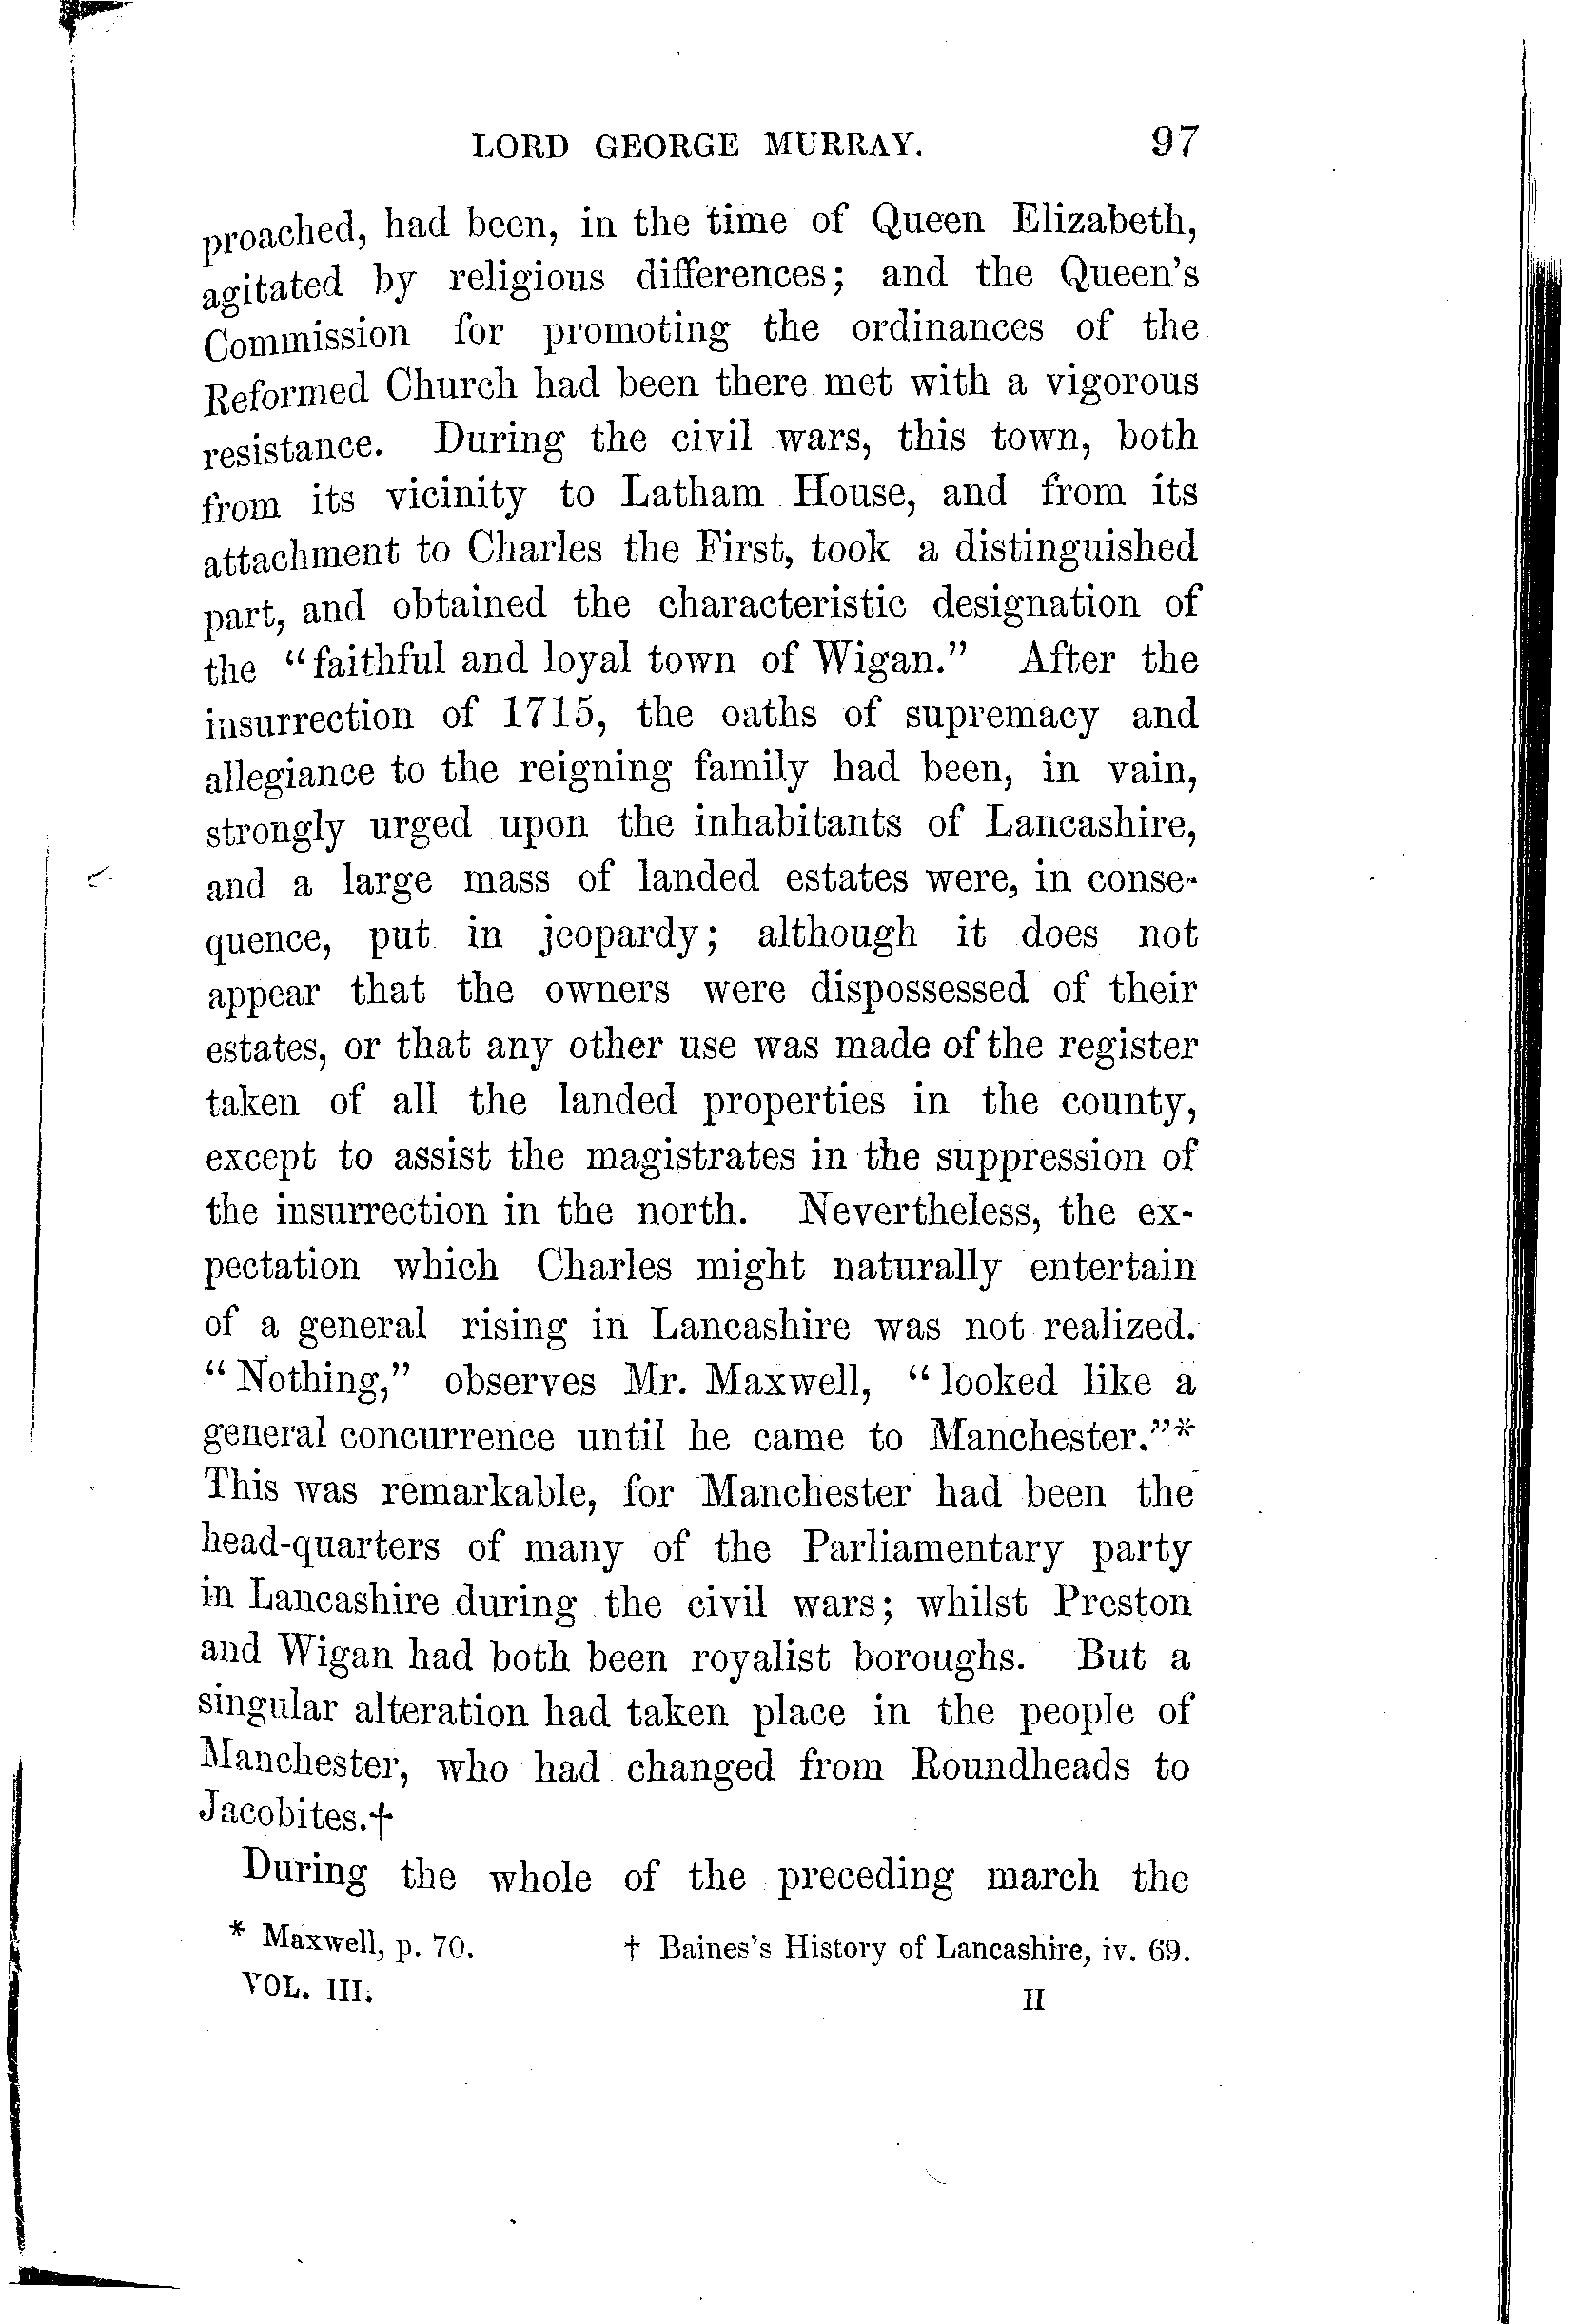 LORD GEORGE MURRAY. 97
proached, had been, in the time of Queen Elizabeth,
agitated by religious differences; and the Queen's
Commission for promoting the ordinances of the
Reformed Church had been there met with a vigorous
resistance. During the civil wars, this town, both
from its vicinity to Latham House, and from its
attachment to Charles the First, took a distinguished
part, and obtained the characteristic designation of
the "faithful and loyal town of Wigan." After the
insurrection of 1715, the oaths of supremacy and
allegiance to the reigning family had been, in vain,
strongly urged upon the inhabitants of Lancashire,
and a large mass of landed estates were, in conse-
quence, put in jeopardy; although it does not
appear that the owners were dispossessed of their
estates, or that any other use was made of the register
taken of all the landed properties in the county,
except to assist the magistrates in the suppression of
the insurrection in the north. Nevertheless, the ex-
pectation which Charles might naturally entertain
of a general rising in Lancashire was not realized.
"Nothing," observes Mr. Maxwell, "looked like a
general concurrence until he came to Manchester."*
This was remarkable, for Manchester had been the
head-quarters of many of the Parliamentary party
in Lancashire during the civil wars; whilst Preston
and Wigan had both been royalist boroughs. But a
singular alteration had taken place in the people of
Manchester, who had changed from Roundheads to
Jacobites.†
During the whole of the preceding march the
* Maxwell, p. 70. † Baines's History of Lancashire, iv. 69.
VOL. III. H